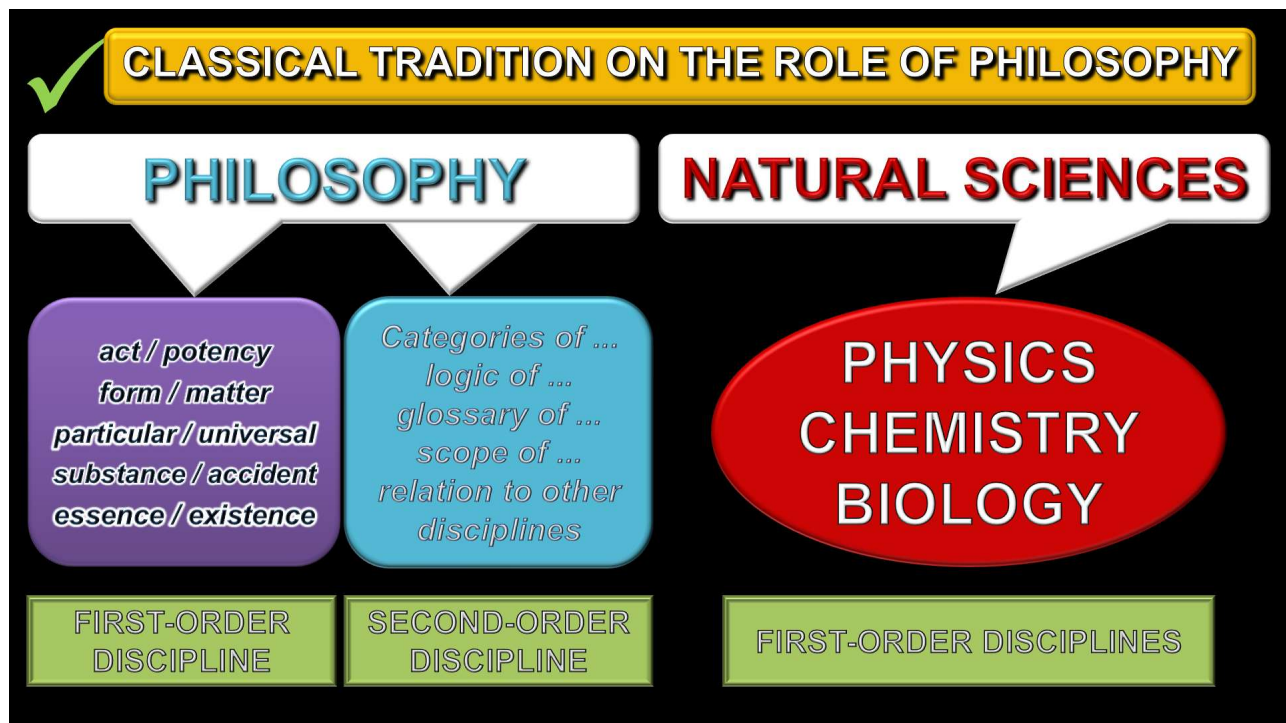 CLASSICAL TRADITION ON THE ROLE OF PHILOSOPHY
PHILOSOPHY
act / potency
form / matter
particular / universal
substance / accident
essence / existence
FIRST-ORDER
DISCIPLINE
Categories of ...
logic of ...
glossary of ...
scope of ...
relation to other
disciplines
SECOND-ORDER
DISCIPLINE
NATURAL SCIENCES
PHYSICS
CHEMISTRY
BIOLOGY
FIRST-ORDER DISCIPLINES